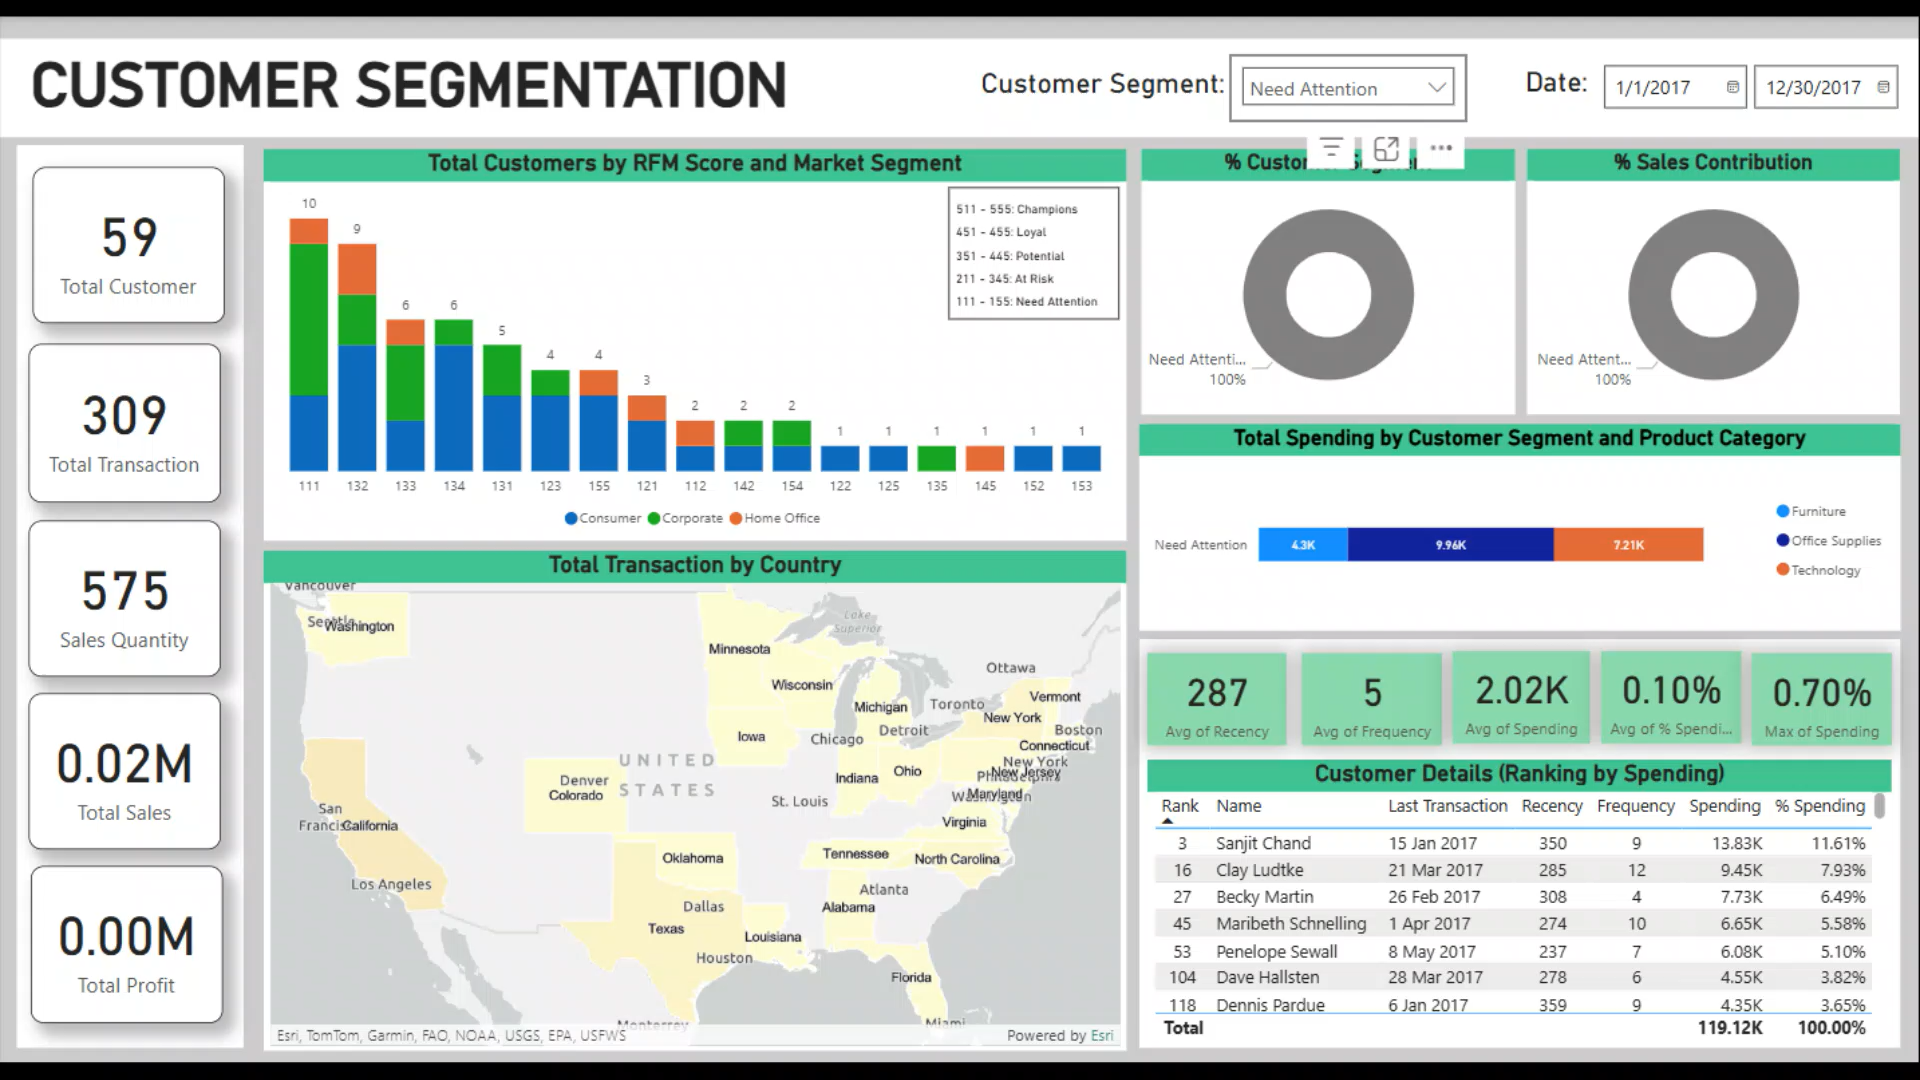 CUSTOMER SEGMENTATION
Customer Segment:
Need Attention
Date:
1/1/2017
12/30/2017
59
Total Customer
309
Total Transaction
575
Sales Quantity
0.02M
Total Sales
0.00M
Total Profit
Total Customers by RFM Score and Market Segment
511 - 555: Champions
451 - 455: Loyal
351 - 445: Potential
211 - 345: At Risk
111 - 155: Need Attention
10 9 6 6 5 4 4 3 2 2 2 1 1 1 1 1 1
111 132 133 134 131 123 155 121 112 142 154 122 125 135 145 152 153
Consumer Corporate Home Office
Total Transaction by Country
Vancouver
Washington
Minnesota
Lake Superior
Wisconsin
Ottawa
Michigan
Toronto
Vermont
New York
Iowa
Chicago
Detroit
Boston
Connecticut
UNITED
STATES
Denver
Colorado
Indiana
Ohio
New York
New Jersey
St. Louis
Maryland
San
California
Virginia
Oklahoma
Tennessee
North Carolina
Los Angeles
Atlanta
Dallas
Alabama
Texas
Louisiana
Houston
Florida
Miami
Monterrey
Esri, TomTom, Garmin, FAO, NOAA, USGS, EPA, USFWS
Powered by Esri
% Custo
% Sales Contribution
Need Attenti...
100%
Need Attent...
100%
Total Spending by Customer Segment and Product Category
Need Attention
4.3K 9.96K 7.21K
Furniture
Office Supplies
Technology
287
Avg of Recency
5
Avg of Frequency
2.02K
Avg of Spending
0.10%
Avg of % Spendi...
0.70%
Max of Spending
Customer Details (Ranking by Spending)
Rank Name Last Transaction Recency Frequency Spending % Spending
3 Sanjit Chand 15 Jan 2017 350 9 13.83K 11.61%
16 Clay Ludtke 21 Mar 2017 285 12 9.45K 7.93%
27 Becky Martin 26 Feb 2017 308 4 7.73K 6.49%
45 Maribeth Schnelling 1 Apr 2017 274 10 6.65K 5.58%
53 Penelope Sewall 8 May 2017 237 7 6.08K 5.10%
104 Dave Hallsten 28 Mar 2017 278 6 4.55K 3.82%
118 Dennis Pardue 6 Jan 2017 359 9 4.35K 3.65%
Total 119.12K 100.00%